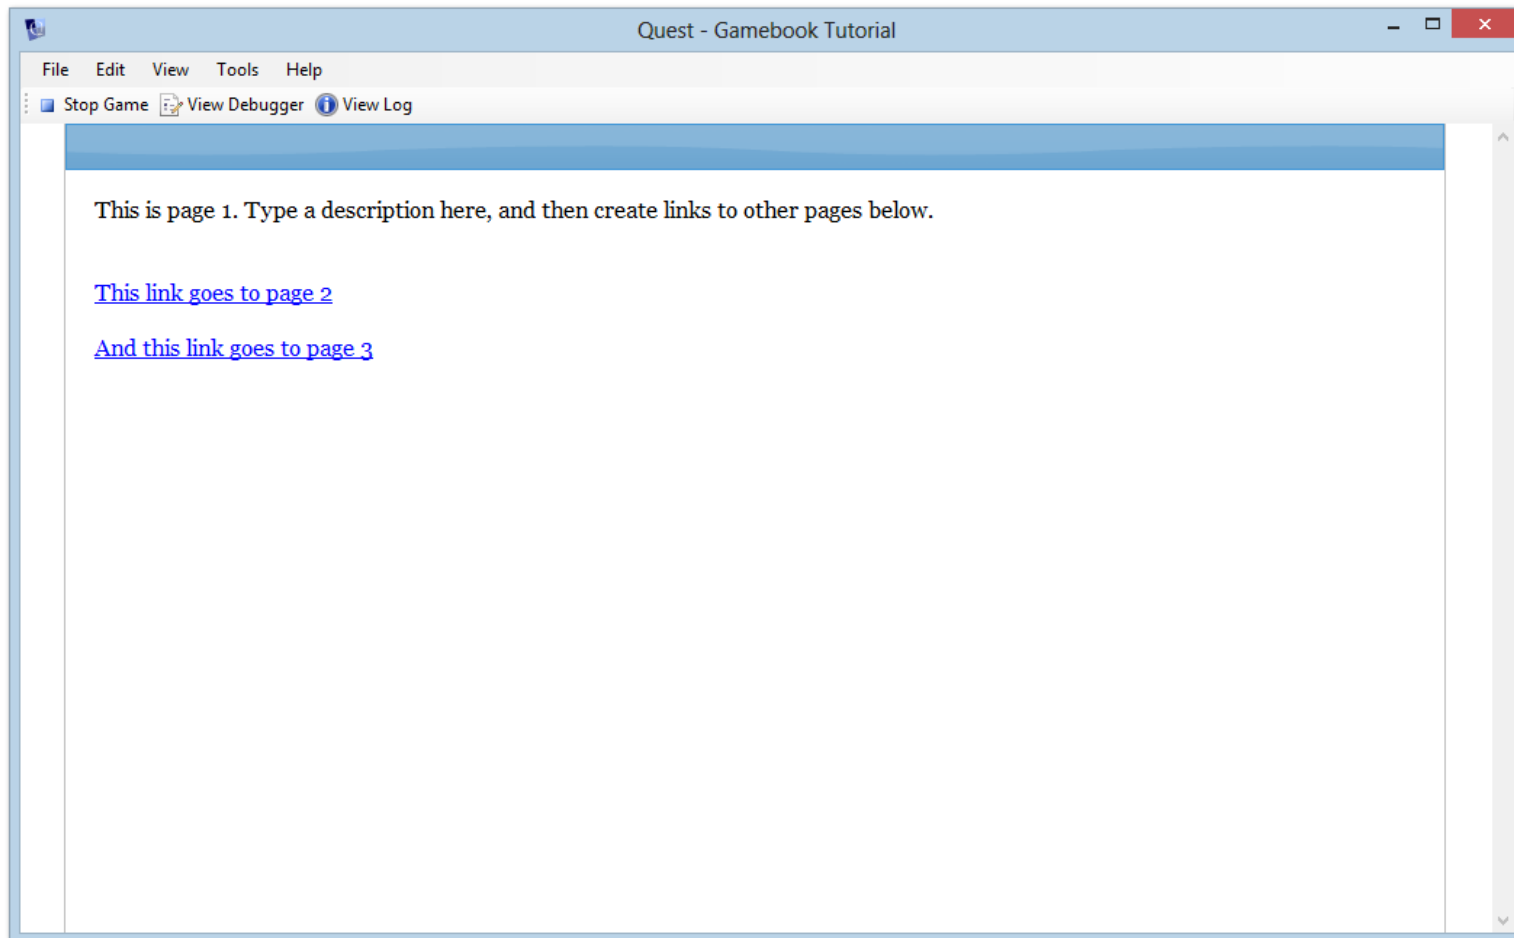 Quest - Gamebook Tutorial
File Edit View Tools Help
Stop Game View Debugger View Log
This is page 1. Type a description here, and then create links to other pages below.
This link goes to page 2
And this link goes to page 3